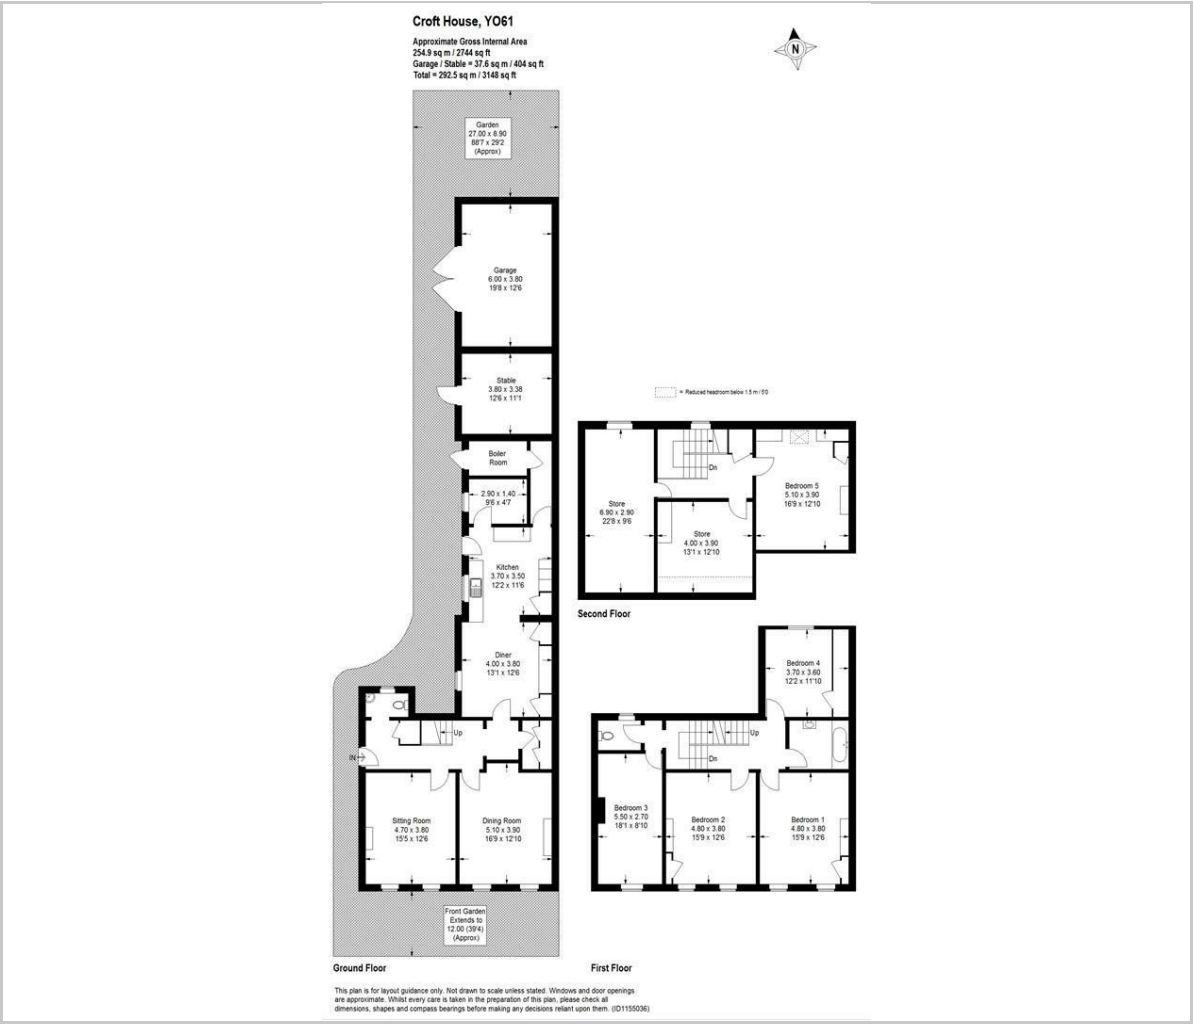 Croft House, YO61
Approximate Gross Internal Area
254.9 sq m / 2744 sq ft
Garage / Stable = 37.6 sq m / 404 sq ft
Total = 292.5 sq m / 3148 sq ft
N
Garden
27.00 x 8.90
88'7 x 29'2
(Approx)
Garage
6.00 x 3.80
19'8 x 12'6
Stable
3.80 x 3.38
12'6 x 11'1
Boiler
Room
2.90 x 1.40
9'6 x 4'7
Kitchen
3.70 x 3.50
12'2 x 11'6
Diner
4.00 x 3.80
13'1 x 12'6
Up
IN
Sitting Room
4.70 x 3.80
15'5 x 12'6
Dining Room
5.10 x 3.90
16'9 x 12'10
Front Garden
Extends to
12.00 (39'4)
(Approx)
Ground Floor
= Reduced headroom below 1.5 m / 5'0
Dn
Store
6.90 x 2.90
22'8 x 9'6
Store
4.00 x 3.90
13'1 x 12'10
Bedroom 5
5.10 x 3.90
16'9 x 12'10
Second Floor
Bedroom 4
3.70 x 3.60
12'2 x 11'10
Up
Dn
Bedroom 3
5.50 x 2.70
18'1 x 8'10
Bedroom 2
4.80 x 3.80
15'9 x 12'6
Bedroom 1
4.80 x 3.80
15'9 x 12'6
First Floor
This plan is for layout guidance only. Not drawn to scale unless stated. Windows and door openings
are approximate. Whilst every care is taken in the preparation of this plan, please check all
dimensions, shapes and compass bearings before making any decisions reliant upon them. (ID1155036)